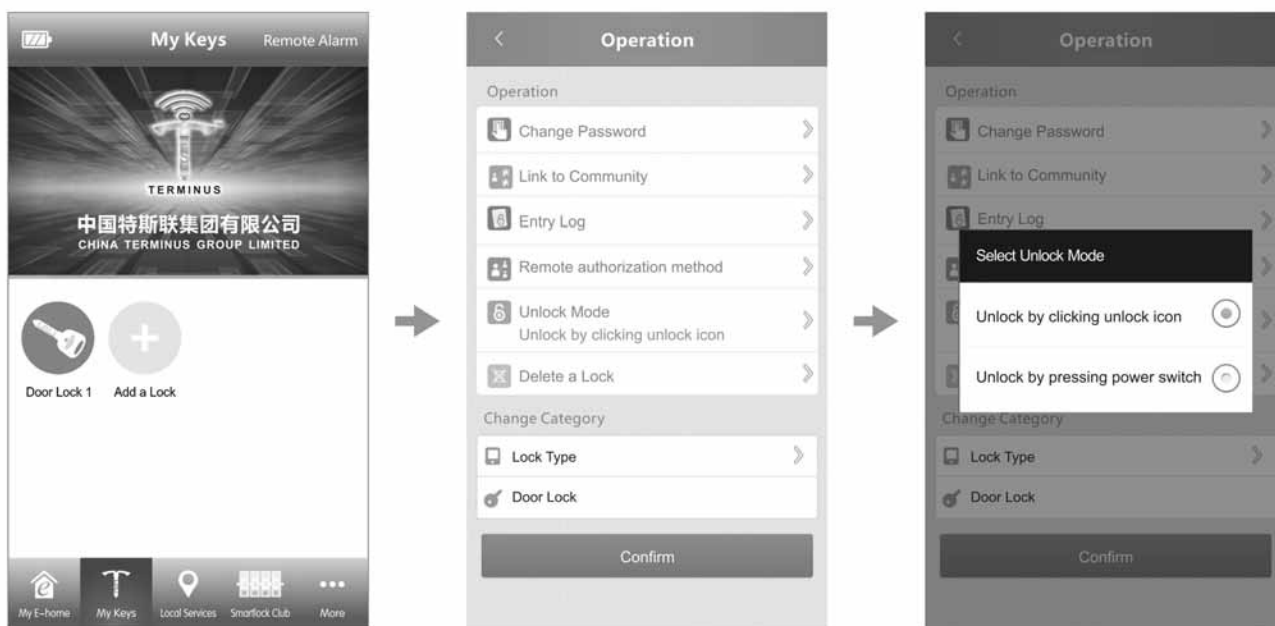 My Keys
Remote Alarm
TERMINUS
中国特斯联集团有限公司
CHINA TERMINUS GROUP LIMITED
Door Lock 1
Add a Lock
My E-home
My Keys
Local Services
Smartlock Club
More
Operation
Operation
Change Password
Link to Community
Entry Log
Remote authorization method
Unlock Mode
Unlock by clicking unlock icon
Delete a Lock
Change Category
Lock Type
Door Lock
Confirm
Operation
Operation
Change Password
Link to Community
Entry Log
Select Unlock Mode
Unlock by clicking unlock icon
Unlock by pressing power switch
Change Category
Lock Type
Door Lock
Confirm